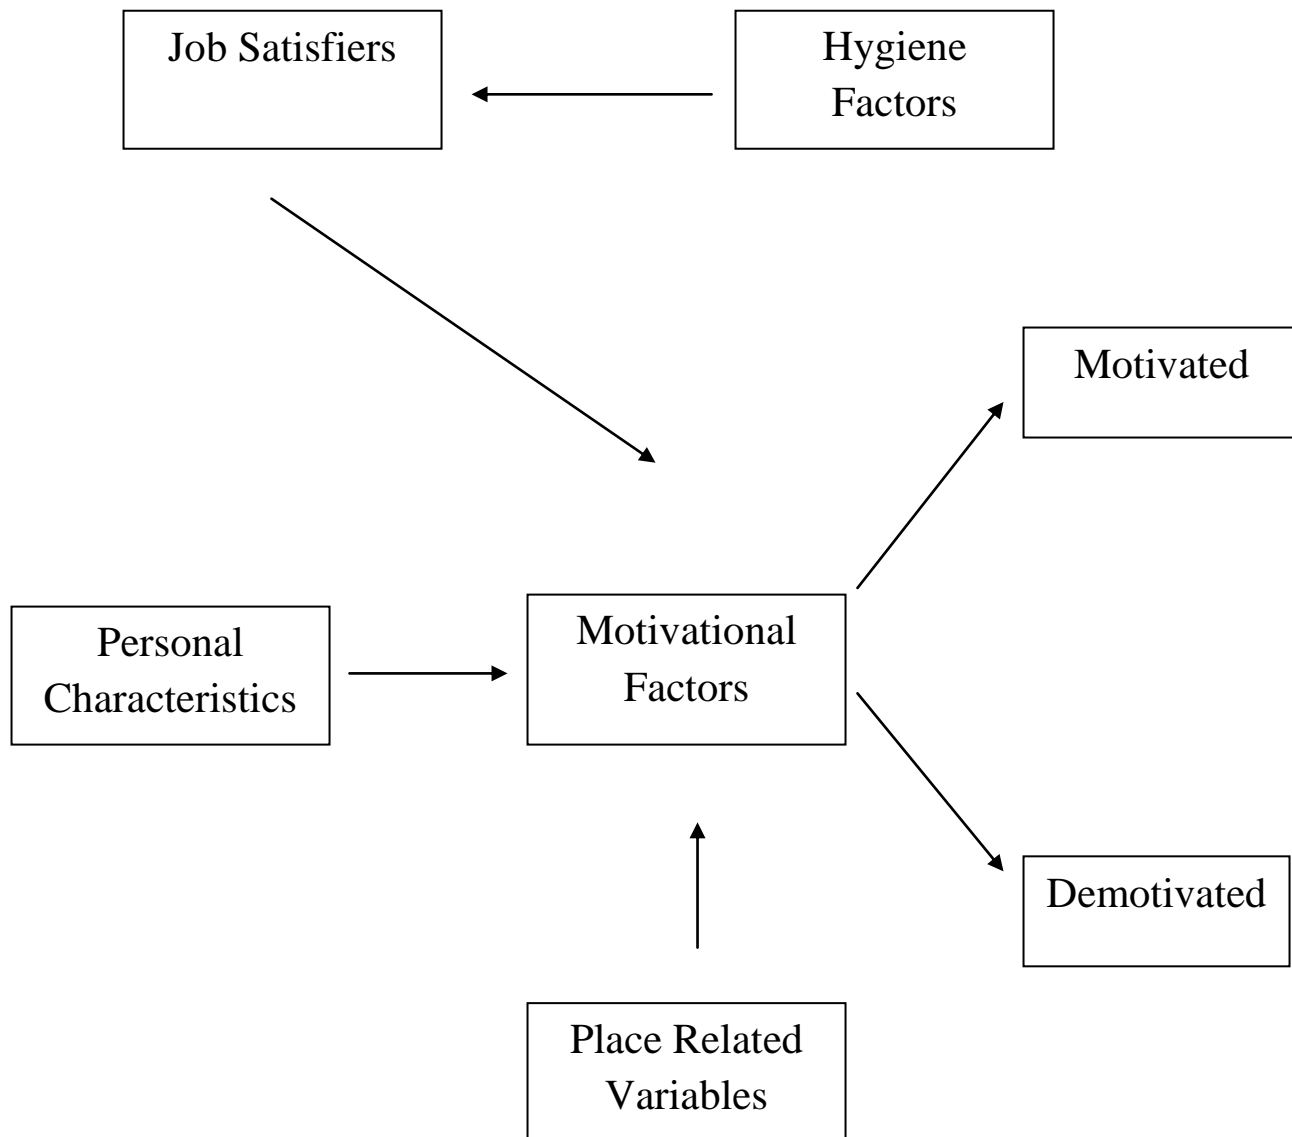 Job Satisfiers
Hygiene
Factors
Motivated
Personal
Characteristics
Motivational
Factors
Demotivated
Place Related
Variables